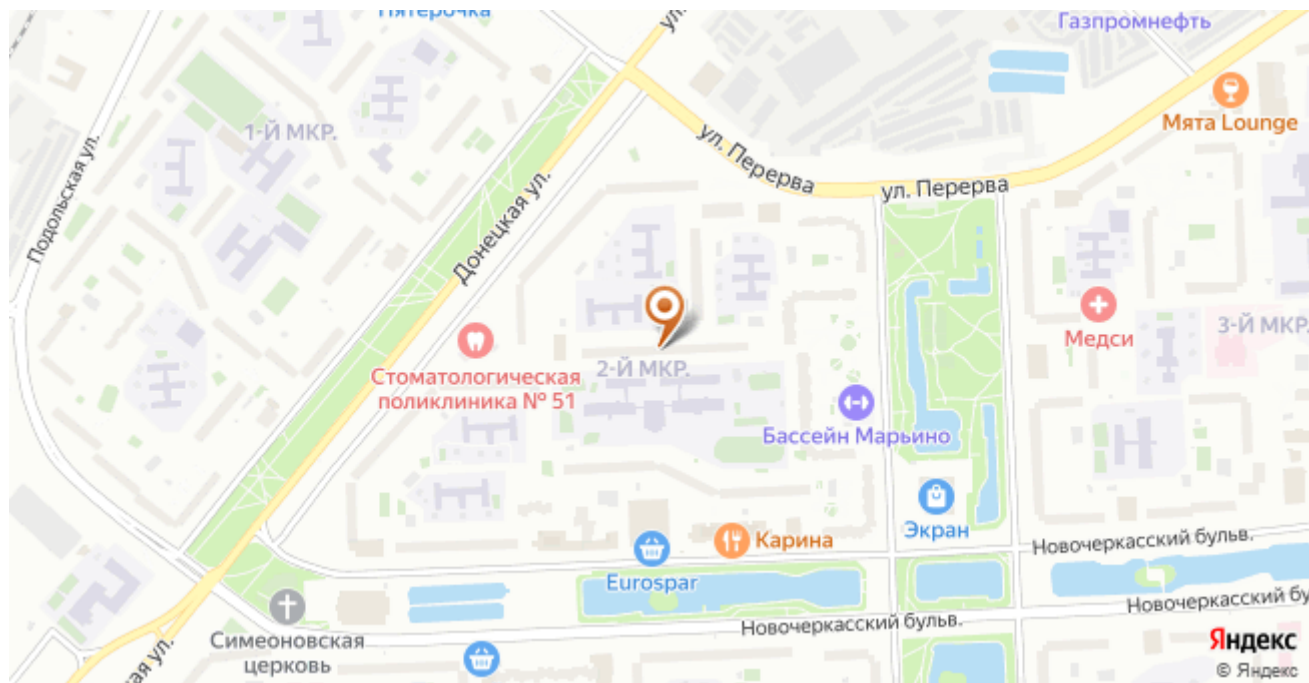 Пятерочка
ул.
Газпромнефть
1-Й МКР.
Мята Lounge
ул. Перерва
ул. Перерва
Подольская ул.
Донецкая ул.
Медси
3-Й МКР.
2-Й МКР.
Стоматологическая
поликлиника № 51
Бассейн Марьино
Экран
Карина
Новочеркасский бульв.
Eurospar
Новочеркасский бу
Новочеркасский бульв.
Симеоновская
церковь
кая ул.
Яндекс
© Яндекс